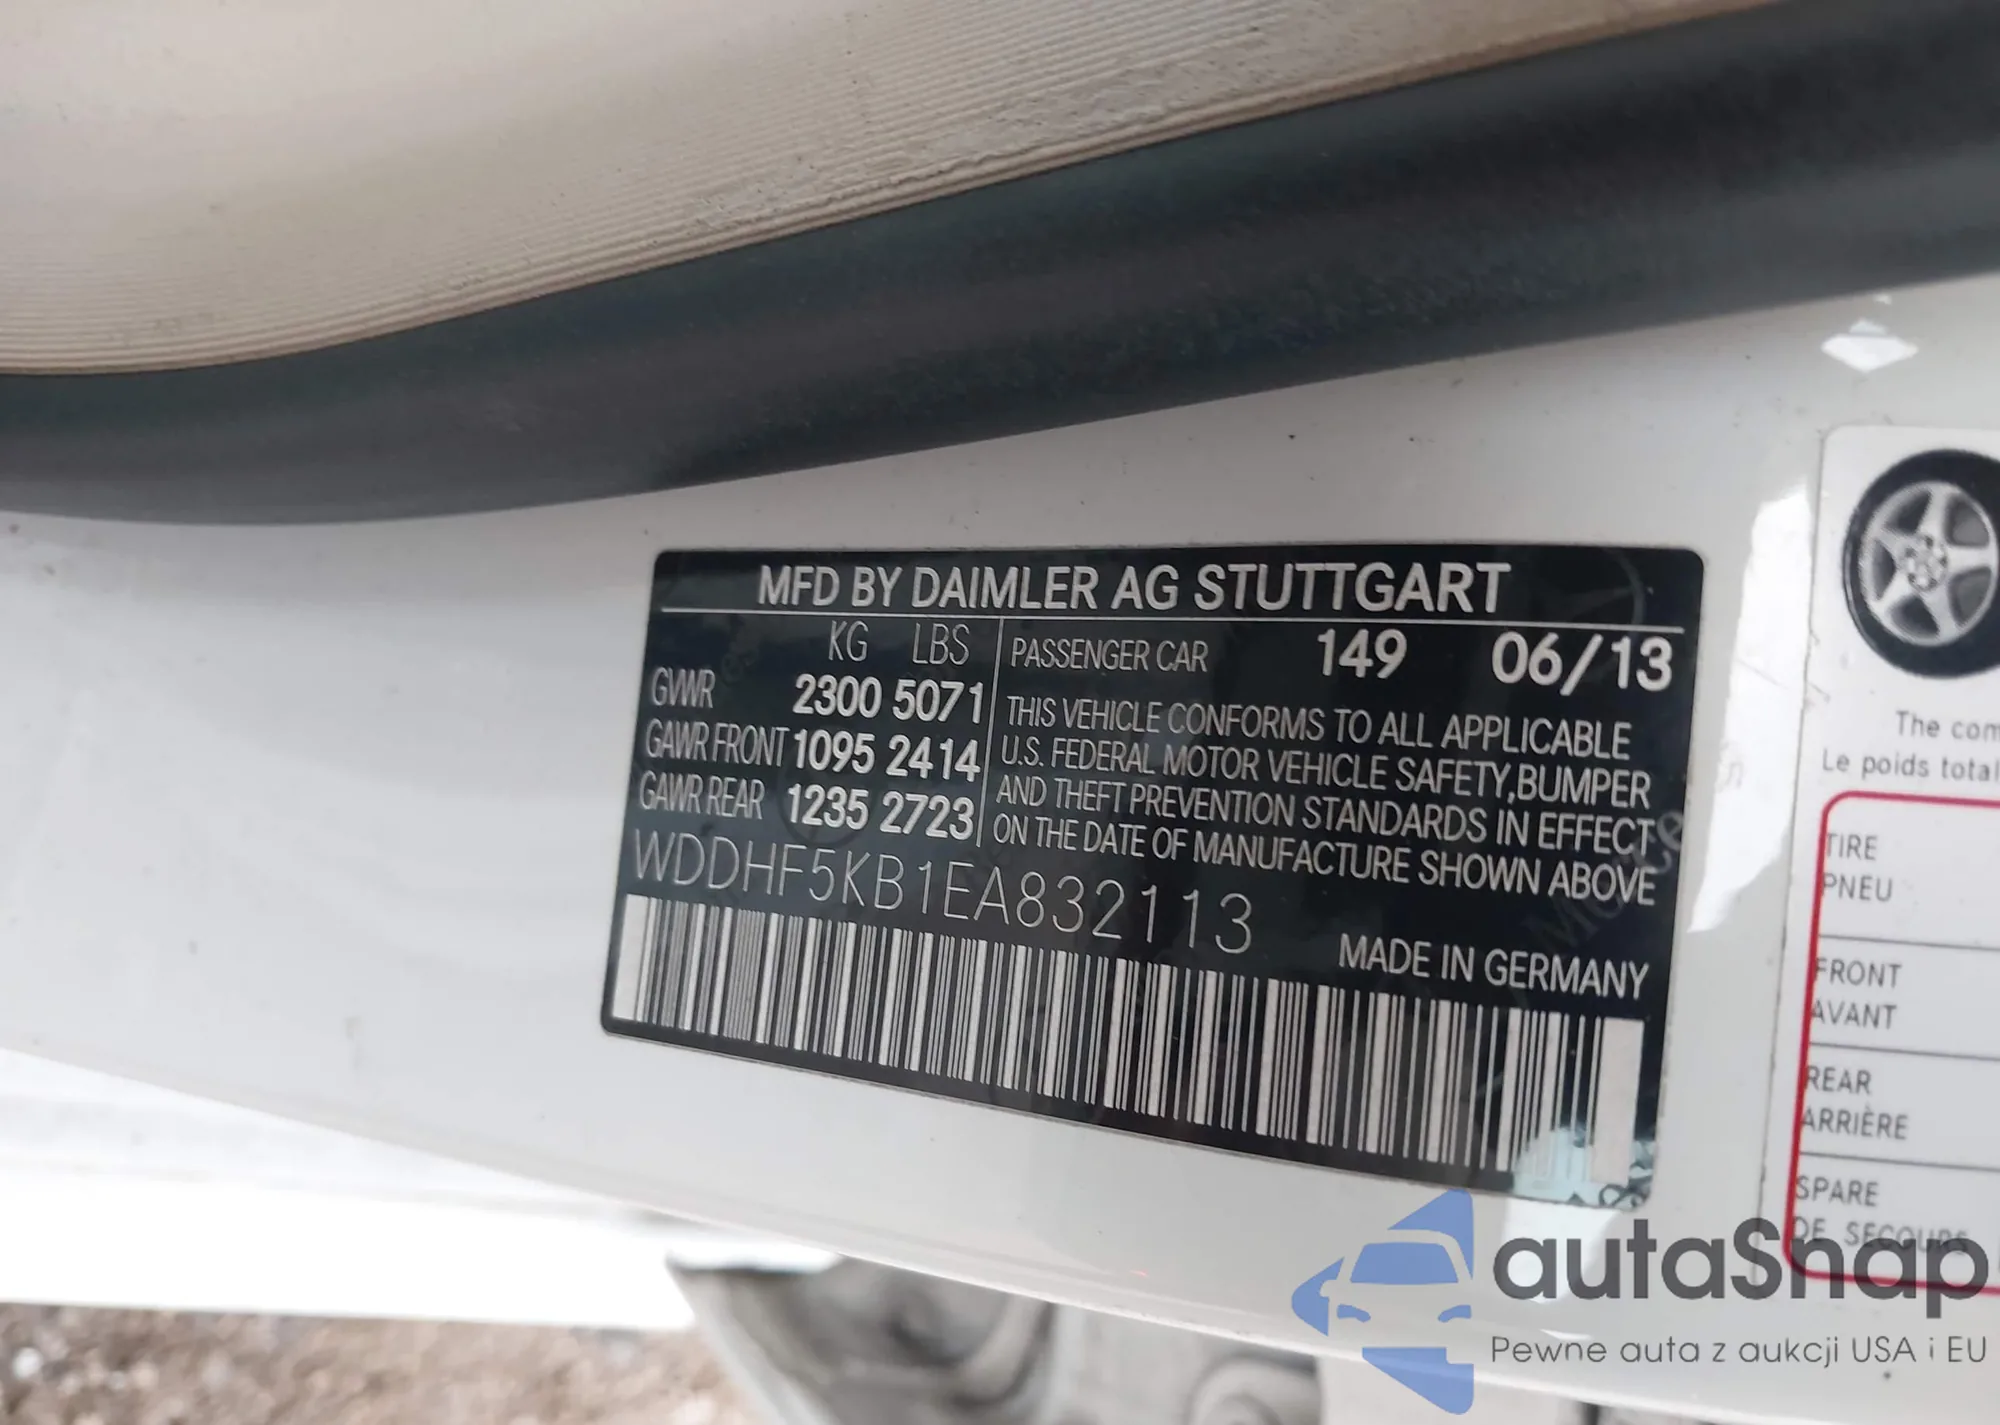 MFD BY DAIMLER AG STUTTGART
KG LBS
GVWR 2300 5071
GAWR FRONT 1095 2414
GAWR REAR 1235 2723
PASSENGER CAR 149 06/13
THIS VEHICLE CONFORMS TO ALL APPLICABLE
U.S. FEDERAL MOTOR VEHICLE SAFETY, BUMPER
AND THEFT PREVENTION STANDARDS IN EFFECT
ON THE DATE OF MANUFACTURE SHOWN ABOVE
WDDHF5KB1EA832113
MADE IN GERMANY
The com
Le poids total
TIRE
PNEU
FRONT
AVANT
REAR
ARRIÈRE
SPARE
DE SECOURS
autaSnap
Pewne auta z aukcji USA i EU